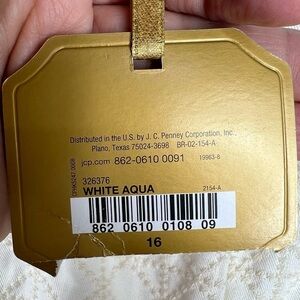 Distributed in the U.S. by J. C. Penney Corporation, Inc.,
Plano, Texas 75024-3698 BR-02-154-A
jcp.com 862-0610 0091 19963-8
326376
WHITE AQUA 2154-A
862 0610 0108 09
16